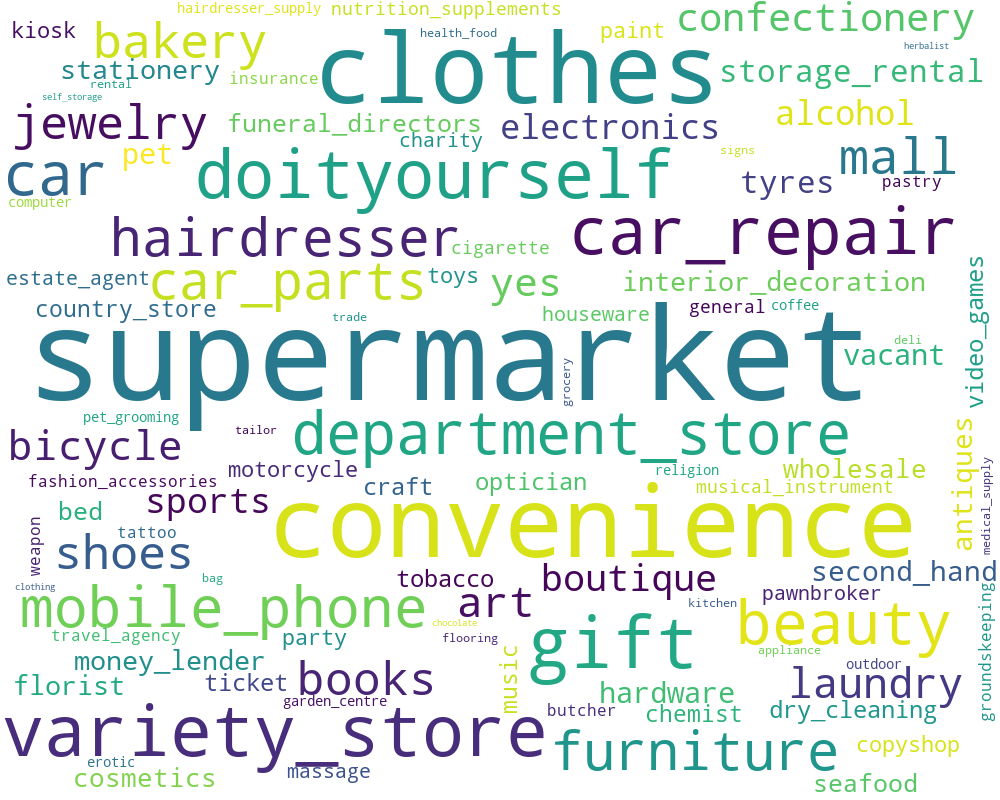 hairdresser_supply
nutrition_supplements
confectionery
kiosk
bakery
clothes
health_food
paint
herbalist
stationery
insurance
storage_rental
rental
self_storage
jewelry
funeral_directors
charity
electronics
alcohol
car
pet
doityourself
signs
mall
tyres
pastry
computer
hairdresser
cigarette
car_repair
estate_agent
car_parts
toys
yes
interior_decoration
video_games
country_store
trade
houseware
general
coffee
supermarket
grocery
deli
vacant
pet_grooming
tailor
department_store
antiques
bicycle
motorcycle
religion
wholesale
fashion_accessories
sports
craft
optician
musical_instrument
medical_supply
bed
convenience
weapon
tattoo
shoes
clothing
bag
tobacco
boutique
second_hand
mobile_phone
art
kitchen
pawnbroker
groundskeeping
travel_agency
party
chocolate
flooring
gift
beauty
appliance
money_lender
books
music
outdoor
florist
ticket
garden_centre
hardware
laundry
variety_store
butcher
chemist
dry_cleaning
furniture
copyshop
erotic
cosmetics
massage
seafood